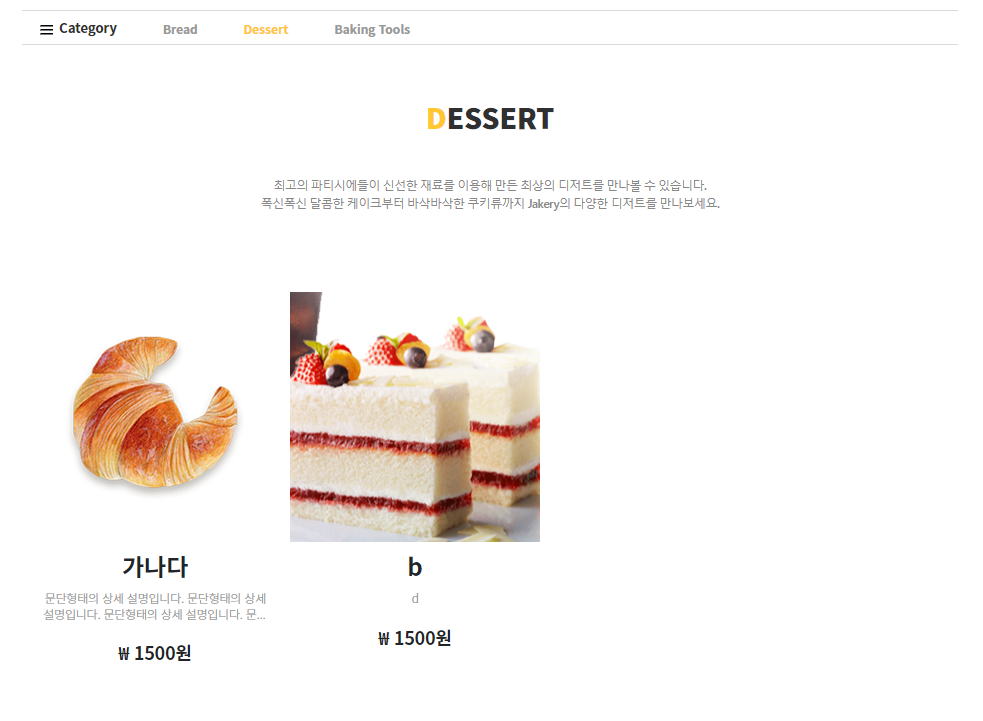 Category Bread Dessert Baking Tools
DESSERT
최고의 파티시에들이 신선한 재료를 이용해 만든 최상의 디저트를 만나볼 수 있습니다.
폭신폭신 달콤한 케이크부터 바삭바삭한 쿠키류까지 Jakery의 다양한 디저트를 만나보세요.
가나다
문단형태의 상세 설명입니다. 문단형태의 상세
설명입니다. 문단형태의 상세 설명입니다. 문...
₩ 1500원
b
d
₩ 1500원